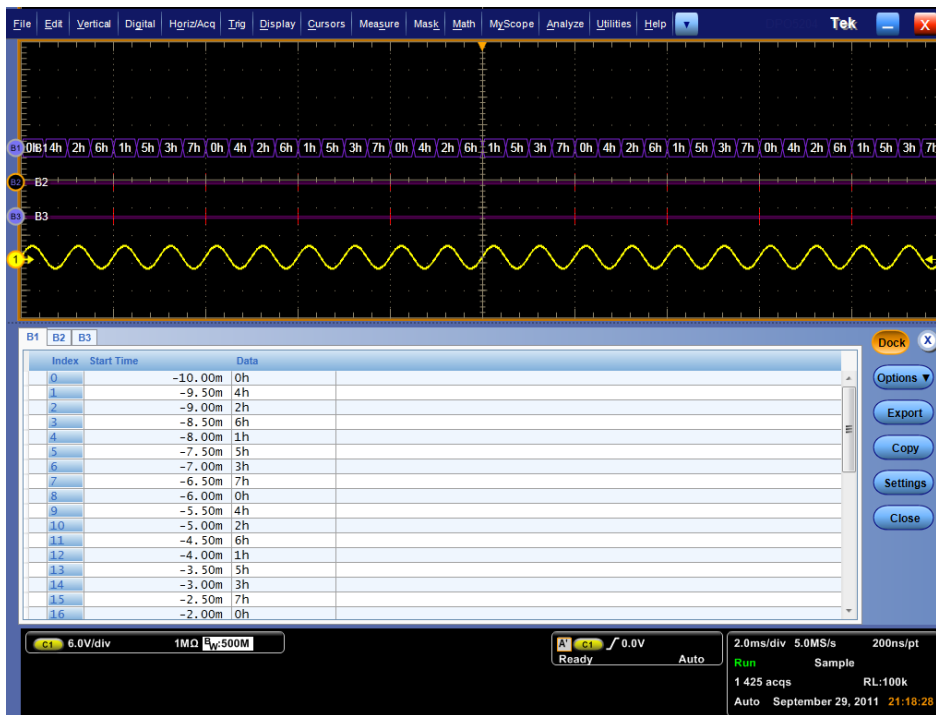 File Edit Vertical Digital Horiz/Acq Trig Display Cursors Measure Mask Math MyScope Analyze Utilities Help Tek X
B1 0h 4h 2h 6h 1h 5h 3h 7h 0h 4h 2h 6h 1h 5h 3h 7h 0h 4h 2h 6h 1h 5h 3h 7h 0h 4h 2h 6h 1h 5h 3h 7h 0h 4h 2h 6h 1h 5h 3h 7h
B2 B2
B3 B3
1
B1 B2 B3
Dock X
Index Start Time Data
0 -10.00m 0h
1 -9.50m 4h
Options
2 -9.00m 2h
3 -8.50m 6h
Export
4 -8.00m 1h
5 -7.50m 5h
Copy
6 -7.00m 3h
7 -6.50m 7h
8 -6.00m 0h
Settings
9 -5.50m 4h
10 -5.00m 2h
Close
11 -4.50m 6h
12 -4.00m 1h
13 -3.50m 5h
14 -3.00m 3h
15 -2.50m 7h
16 -2.00m 0h
C1 6.0V/div 1MΩ BW:500M
A' C1 0.0V
Ready Auto
2.0ms/div 5.0MS/s 200ns/pt
Run Sample
1 425 acqs RL:100k
Auto September 29, 2011 21:18:28